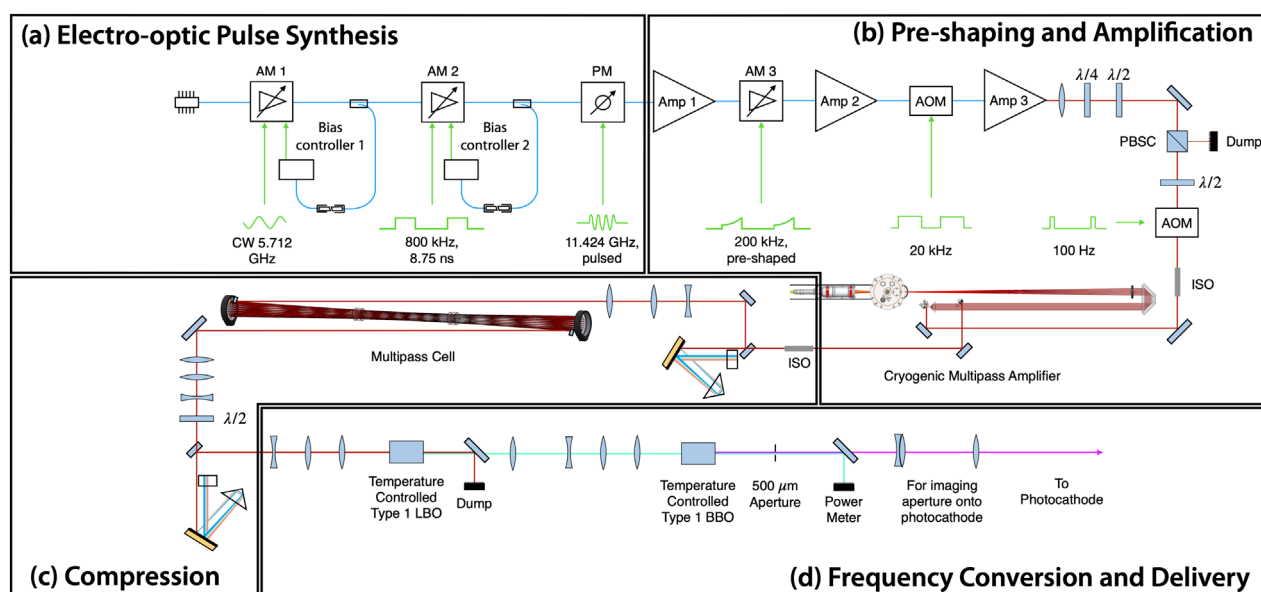 (a) Electro-optic Pulse Synthesis
AM 1
AM 2
PM
Bias
controller 1
Bias
controller 2
CW 5.712
GHz
800 kHz,
8.75 ns
11.424 GHz,
pulsed
(b) Pre-shaping and Amplification
Amp 1
AM 3
Amp 2
AOM
Amp 3
λ/4
λ/2
PBSC
Dump
λ/2
AOM
200 kHz,
pre-shaped
20 kHz
100 Hz
ISO
Cryogenic Multipass Amplifier
Multipass Cell
ISO
λ/2
(c) Compression
Temperature
Controlled
Type 1 LBO
Dump
Temperature
Controlled
Type 1 BBO
500 μm
Aperture
Power
Meter
For imaging
aperture onto
photocathode
To
Photocathode
(d) Frequency Conversion and Delivery